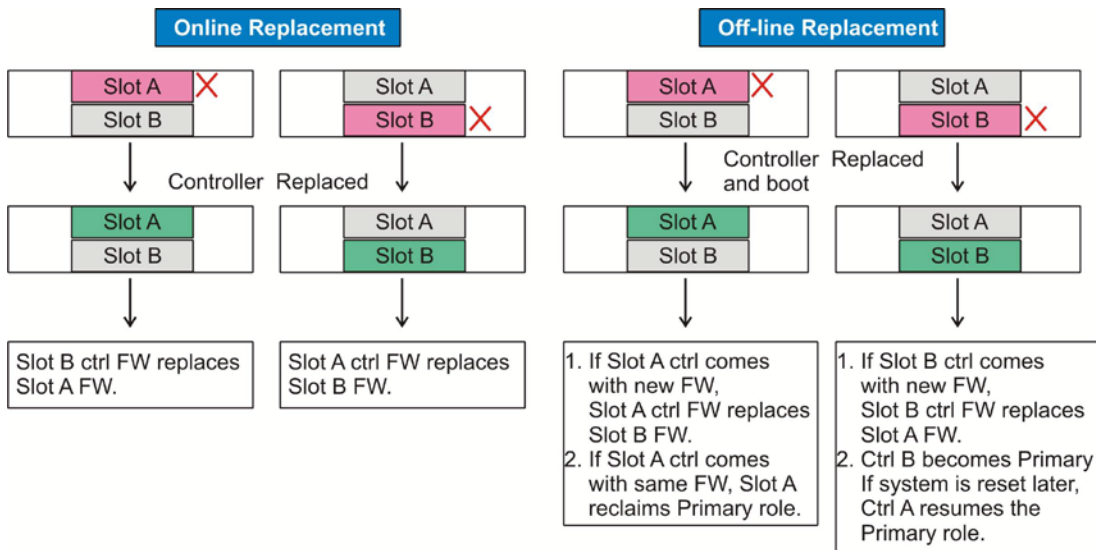 Online Replacement
Slot A
Slot B
Slot A
Slot B
Controller Replaced
Slot A
Slot B
Slot A
Slot B
Slot B ctrl FW replaces
Slot A FW.
Slot A ctrl FW replaces
Slot B FW.
Off-line Replacement
Slot A
Slot B
Slot A
Slot B
Controller Replaced
and boot
Slot A
Slot B
Slot A
Slot B
1. If Slot A ctrl comes
with new FW,
Slot A ctrl FW replaces
Slot B FW.
2. If Slot A ctrl comes
with same FW, Slot A
reclaims Primary role.
1. If Slot B ctrl comes
with new FW,
Slot B ctrl FW replaces
Slot A FW.
2. Ctrl B becomes Primary
If system is reset later,
Ctrl A resumes the
Primary role.